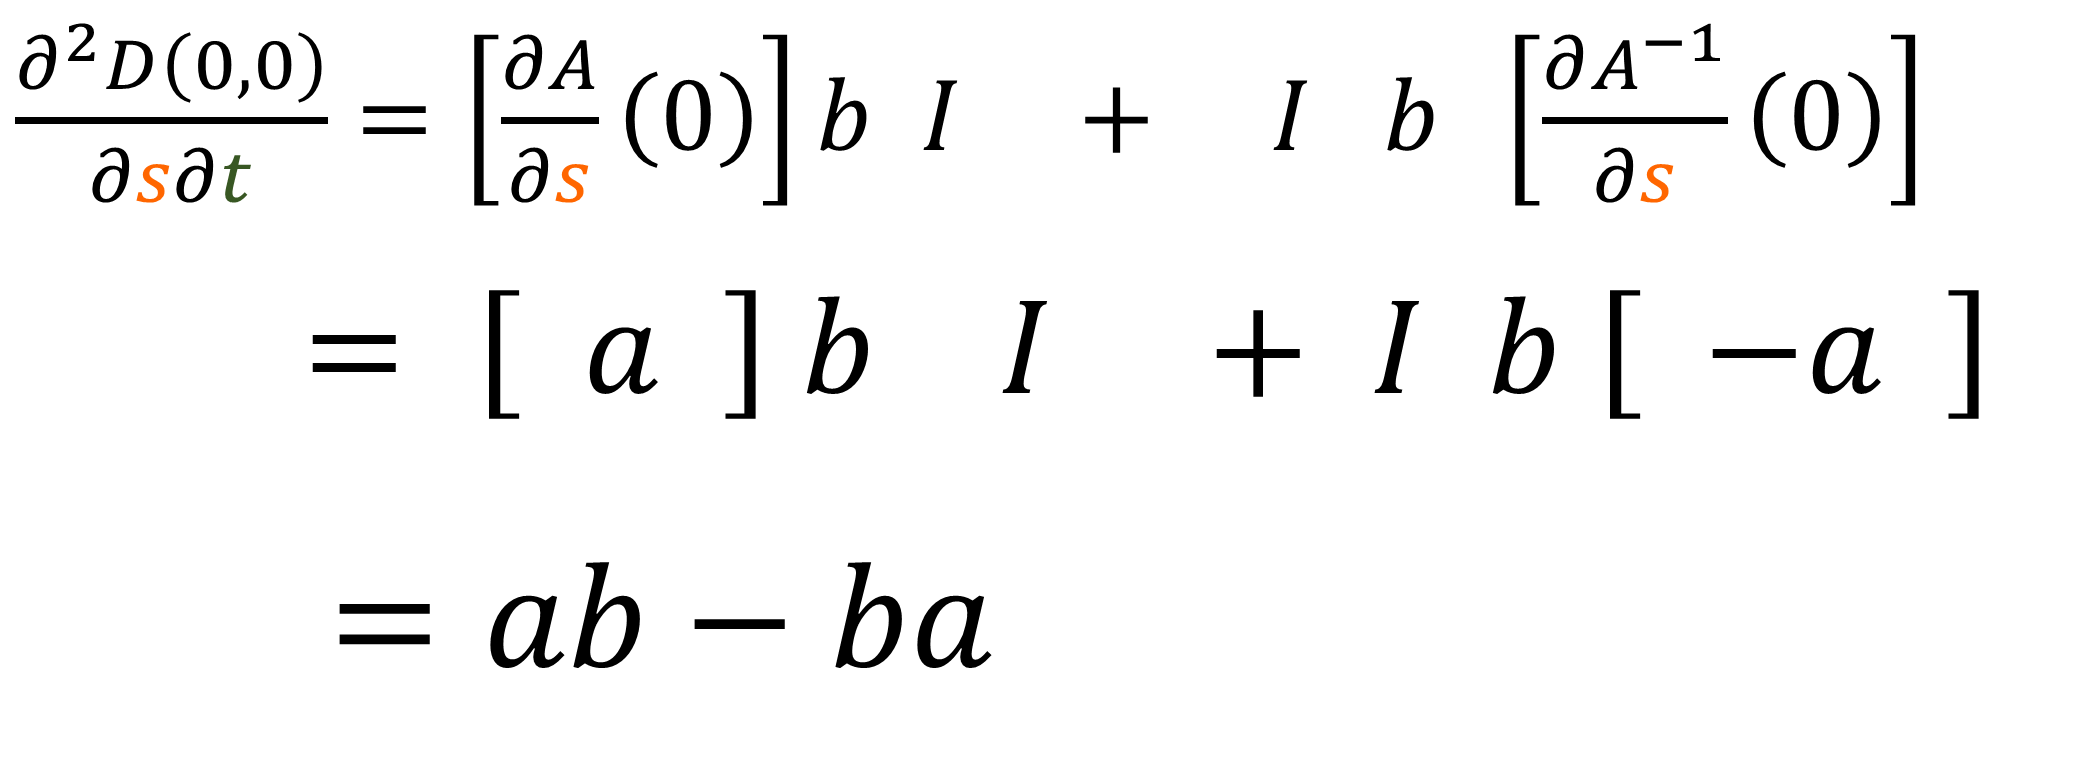 ∂²D(0,0)/∂s∂t = [∂A/∂s (0)] b I + I b [∂A⁻¹/∂s (0)]
= [ a ] b I + I b [ −a ]
= ab − ba